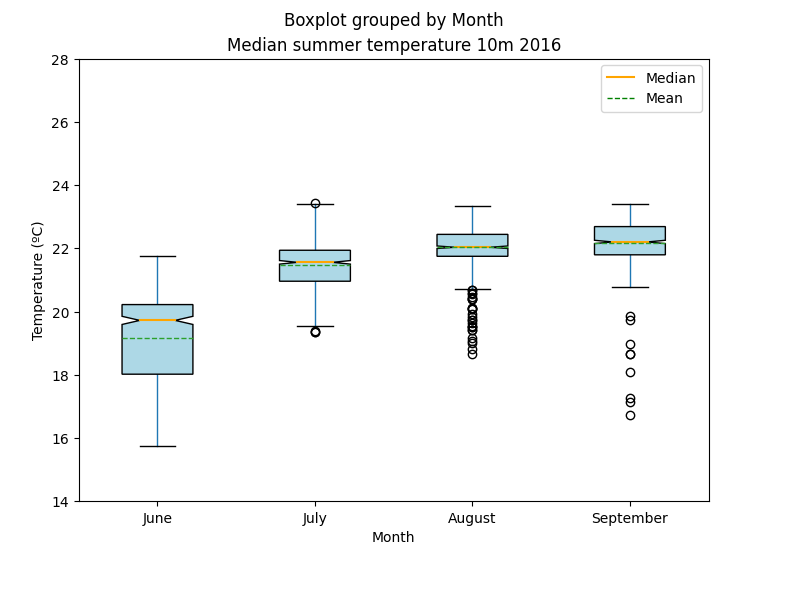 Boxplot grouped by Month
Median summer temperature 10m 2016
28
26
24
22
20
18
16
14
Temperature (ºC)
Median
Mean
June
July
August
September
Month